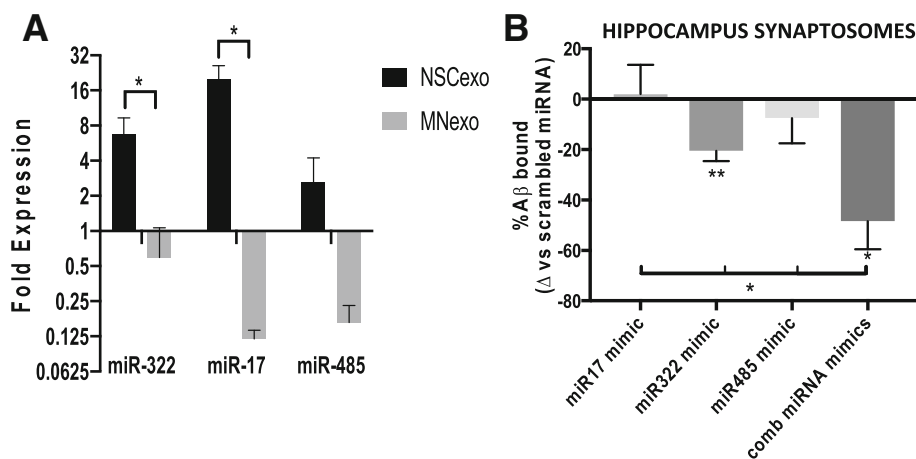 A
Fold Expression
32
16
8
4
2
1
0.5
0.25
0.125
0.0625
*
*
miR-322
miR-17
miR-485
NSCexo
MNexo
B
HIPPOCAMPUS SYNAPTOSOMES
%Aβ bound
(Δ vs scrambled miRNA)
20
0
-20
-40
-60
-80
**
*
*
miR17 mimic
miR322 mimic
miR485 mimic
comb miRNA mimics